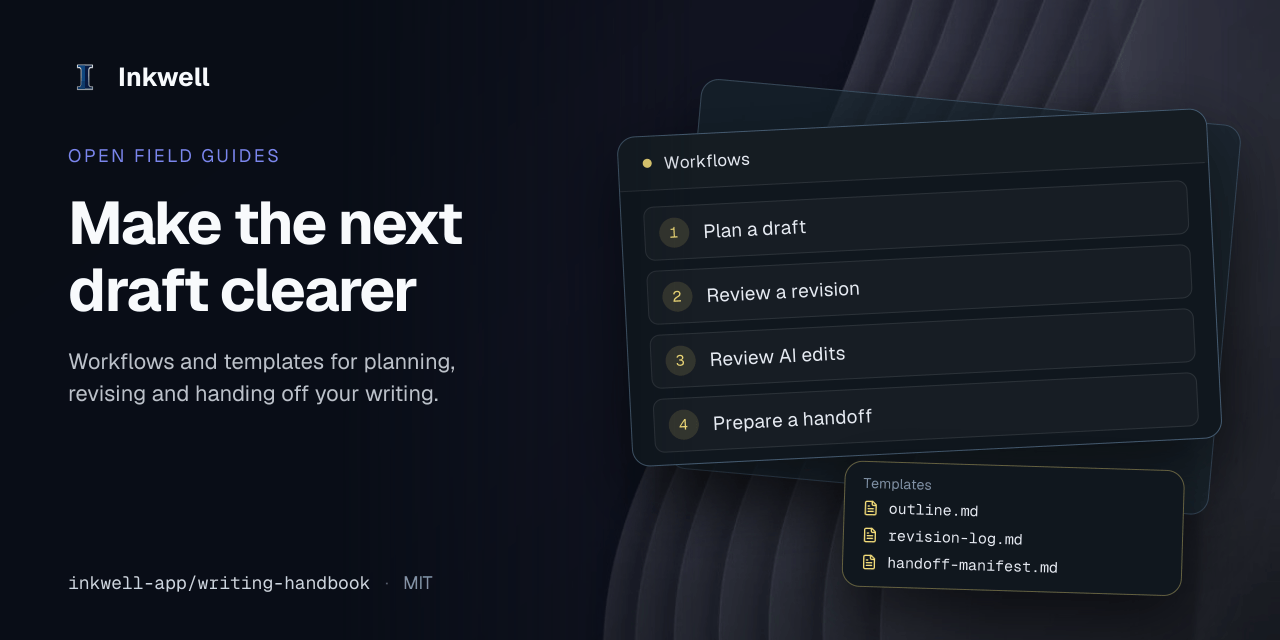 Inkwell
OPEN FIELD GUIDES
Make the next
draft clearer
Workflows and templates for planning,
revising and handing off your writing.
inkwell-app/writing-handbook · MIT
Workflows
1 Plan a draft
2 Review a revision
3 Review AI edits
4 Prepare a handoff
Templates
outline.md
revision-log.md
handoff-manifest.md